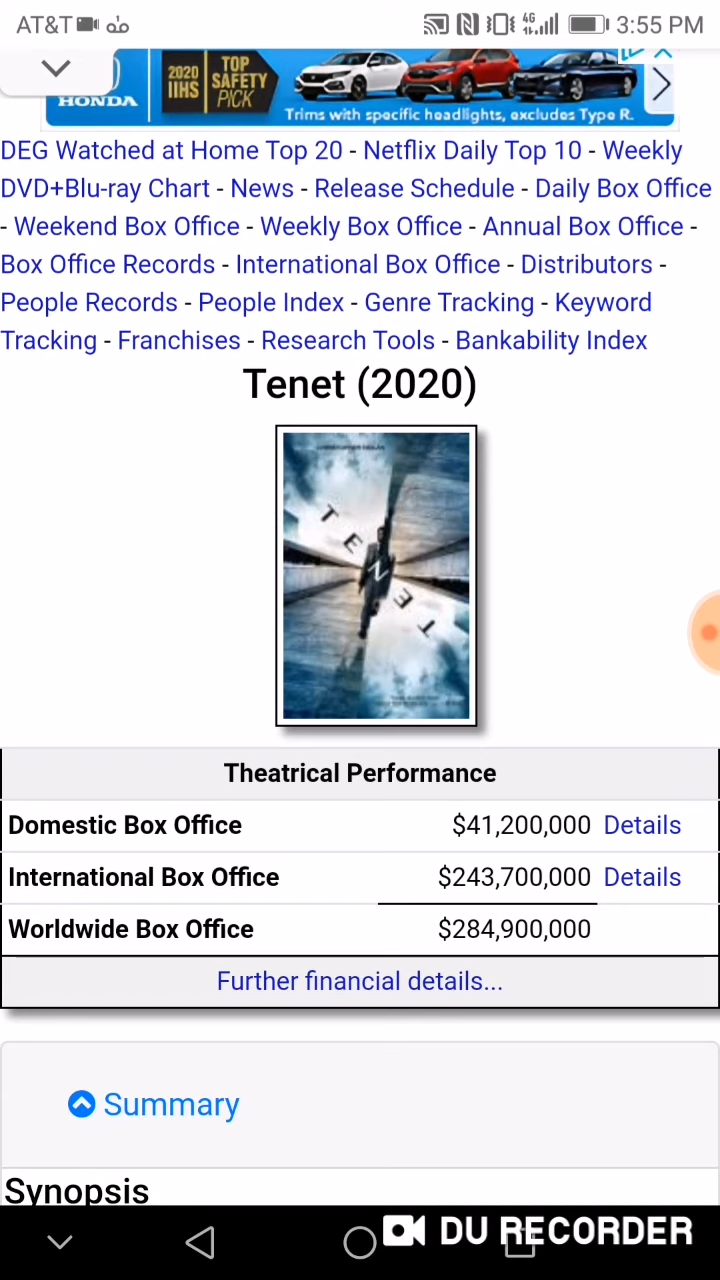 AT&T 4G 3:55 PM
2020 IIHS TOP SAFETY PICK
HONDA
Trims with specific headlights, excludes Type R.
DEG Watched at Home Top 20 - Netflix Daily Top 10 - Weekly
DVD+Blu-ray Chart - News - Release Schedule - Daily Box Office
- Weekend Box Office - Weekly Box Office - Annual Box Office -
Box Office Records - International Box Office - Distributors -
People Records - People Index - Genre Tracking - Keyword
Tracking - Franchises - Research Tools - Bankability Index
Tenet (2020)
TENET
Theatrical Performance
Domestic Box Office $41,200,000 Details
International Box Office $243,700,000 Details
Worldwide Box Office $284,900,000
Further financial details...
Summary
Synopsis
DU RECORDER